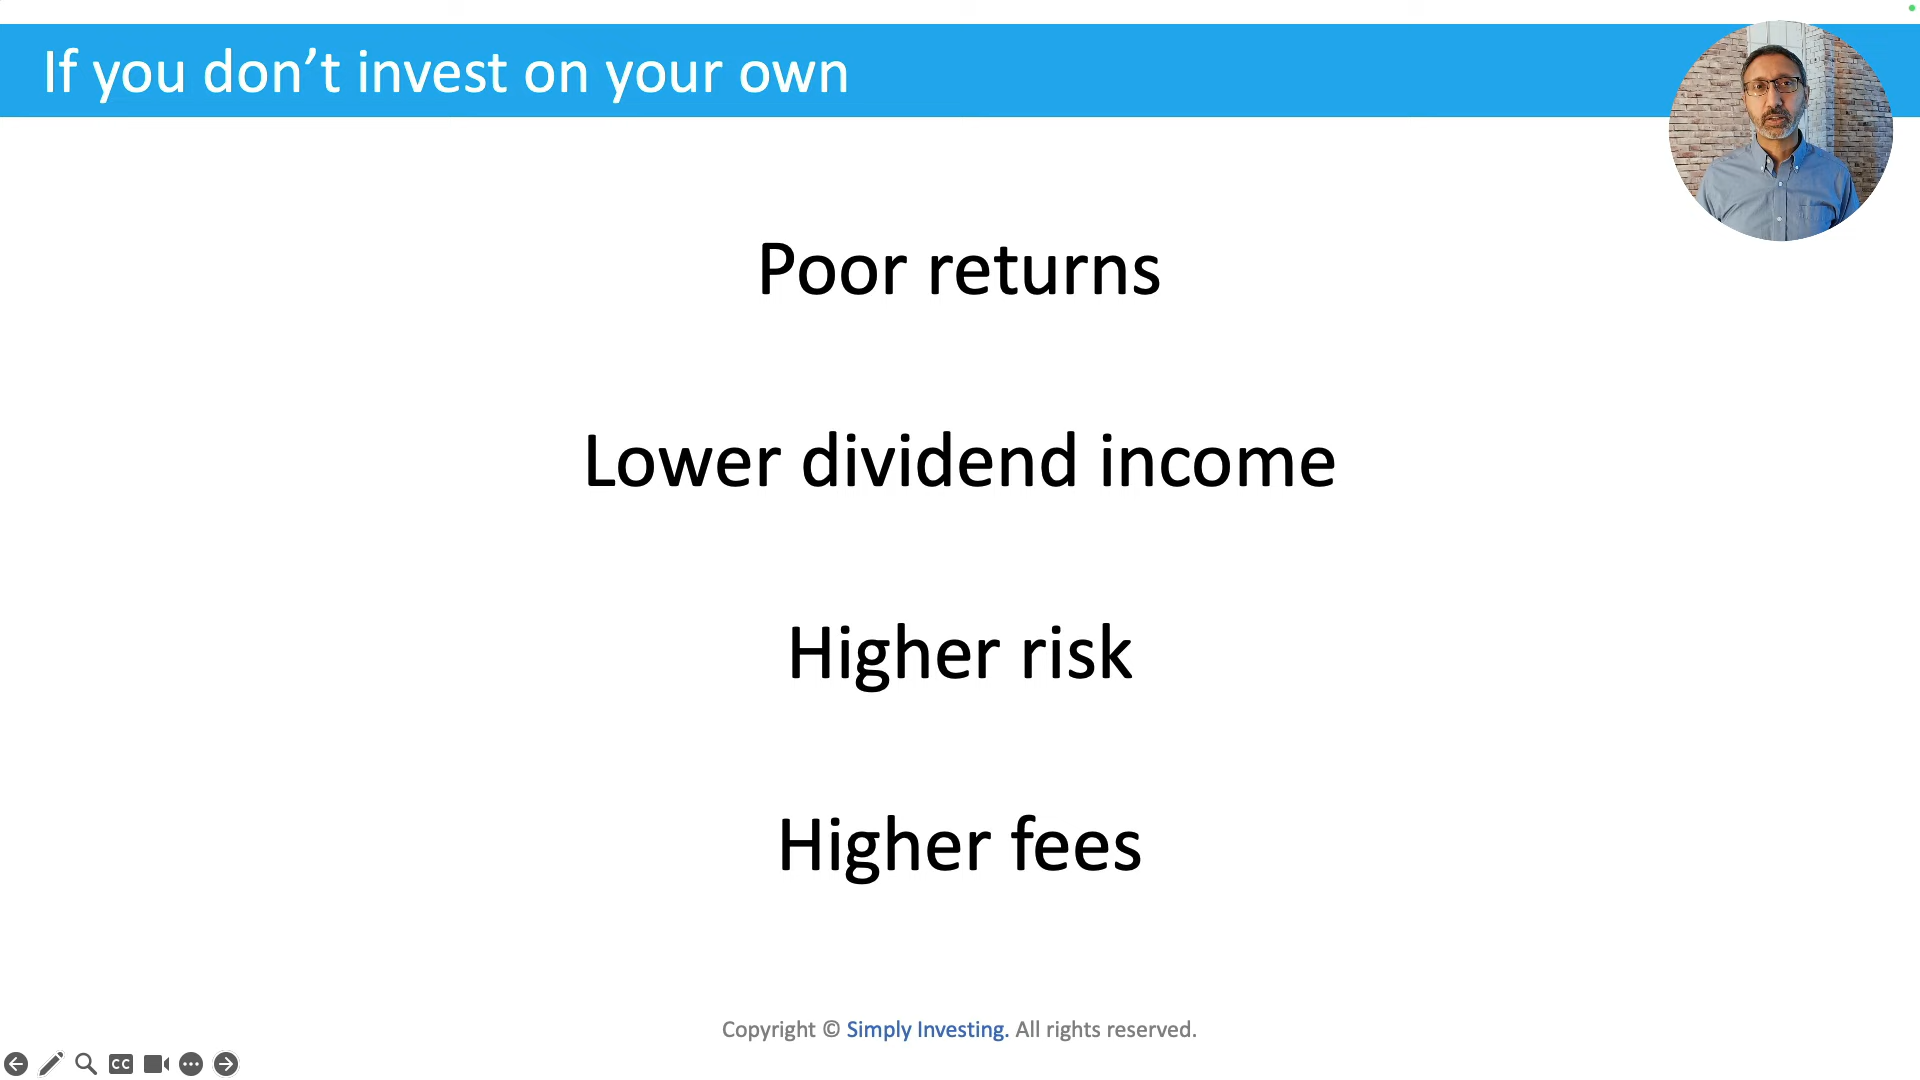 If you don’t invest on your own
Poor returns
Lower dividend income
Higher risk
Higher fees
Copyright © Simply Investing. All rights reserved.
CC